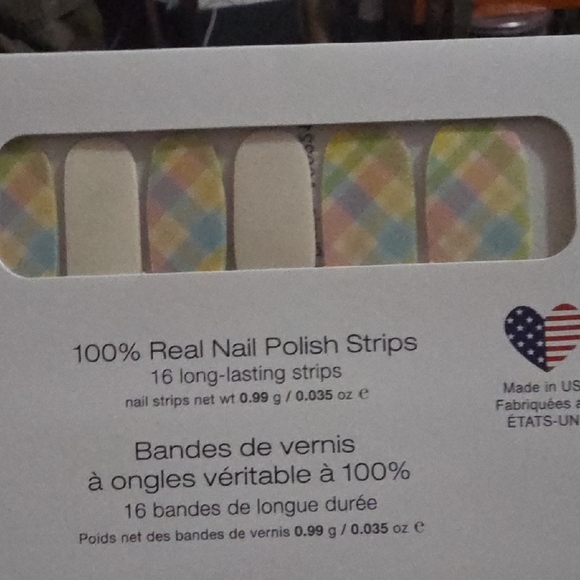 100% Real Nail Polish Strips
16 long-lasting strips
nail strips net wt 0.99 g / 0.035 oz ℮
Made in US
Fabriquées a
ÉTATS-UN
Bandes de vernis
à ongles véritable à 100%
16 bandes de longue durée
Poids net des bandes de vernis 0.99 g / 0.035 oz ℮